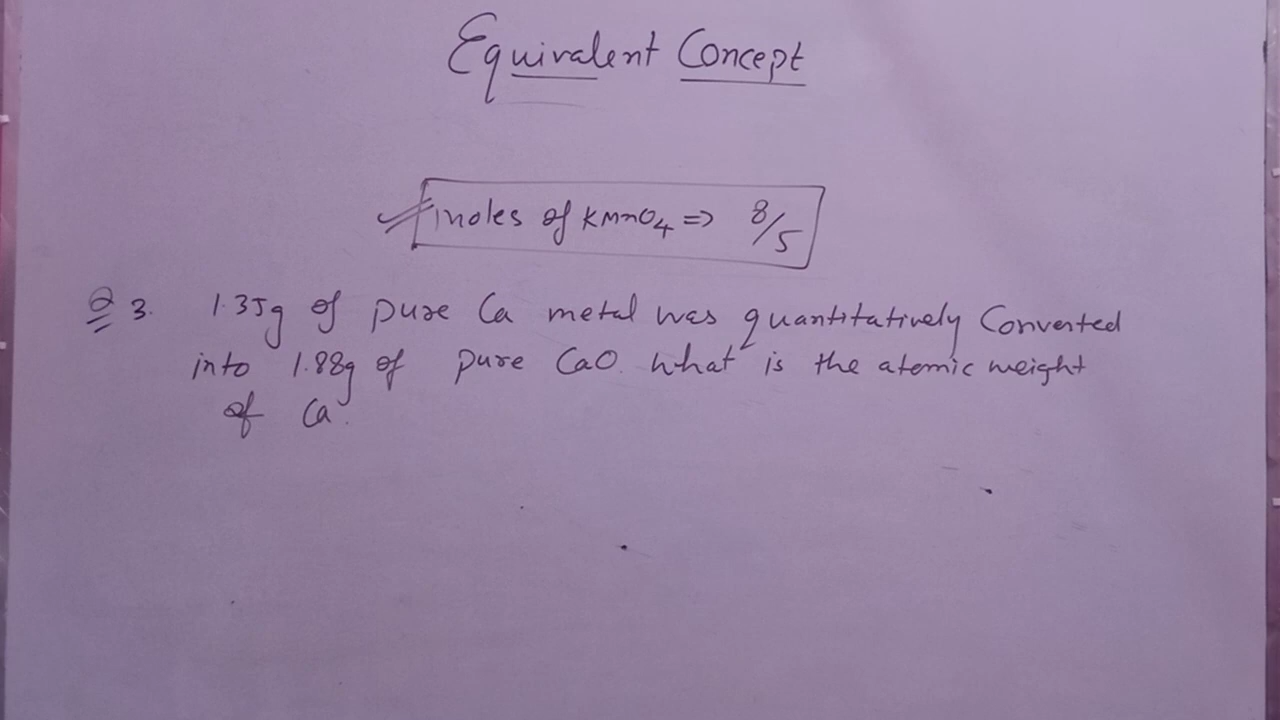 Equivalent Concept
moles of KMnO4 => 8/5
Q 3. 1.35g of pure Ca metal was quantitatively Converted
into 1.88g of pure CaO. what is the atomic weight
of Ca.